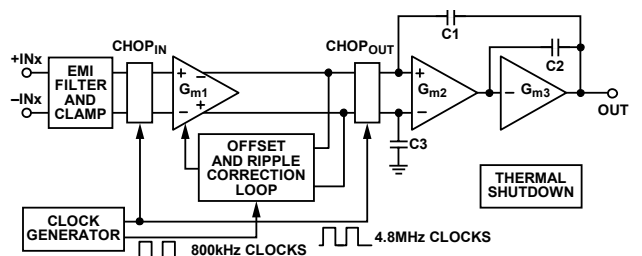 +INx
–INx
EMI
FILTER
AND
CLAMP
CHOPIN
+
–
Gm1
–
+
CHOPOUT
C1
C2
+
–
Gm2
–
Gm3
OUT
C3
OFFSET
AND RIPPLE
CORRECTION
LOOP
THERMAL
SHUTDOWN
CLOCK
GENERATOR
800kHz CLOCKS
4.8MHz CLOCKS